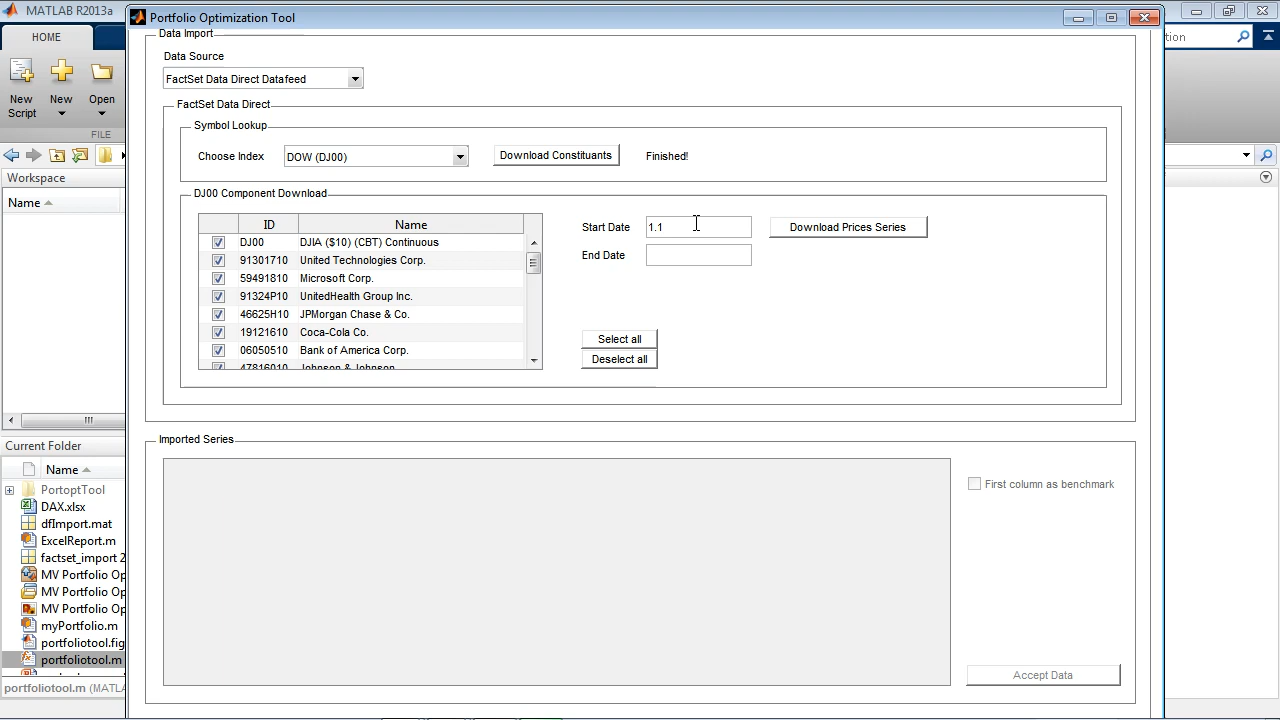 MATLAB R2013a
Portfolio Optimization Tool
HOME
tion
New Script
New
Open
FILE
Workspace
Name
Current Folder
Name
PortoptTool
DAX.xlsx
dfImport.mat
ExcelReport.m
factset_import 2
MV Portfolio Op
MV Portfolio Op
MV Portfolio Op
myPortfolio.m
portfoliotool.fig
portfoliotool.m
portfoliotool.m (MATLA
Data Import
Data Source
FactSet Data Direct Datafeed
FactSet Data Direct
Symbol Lookup
Choose Index
DOW (DJ00)
Download Constituants
Finished!
DJ00 Component Download
ID Name
DJ00 DJIA ($10) (CBT) Continuous
91301710 United Technologies Corp.
59491810 Microsoft Corp.
91324P10 UnitedHealth Group Inc.
46625H10 JPMorgan Chase & Co.
19121610 Coca-Cola Co.
06050510 Bank of America Corp.
47816010 Johnson & Johnson
Start Date 1.1
Download Prices Series
End Date
Select all
Deselect all
Imported Series
First column as benchmark
Accept Data